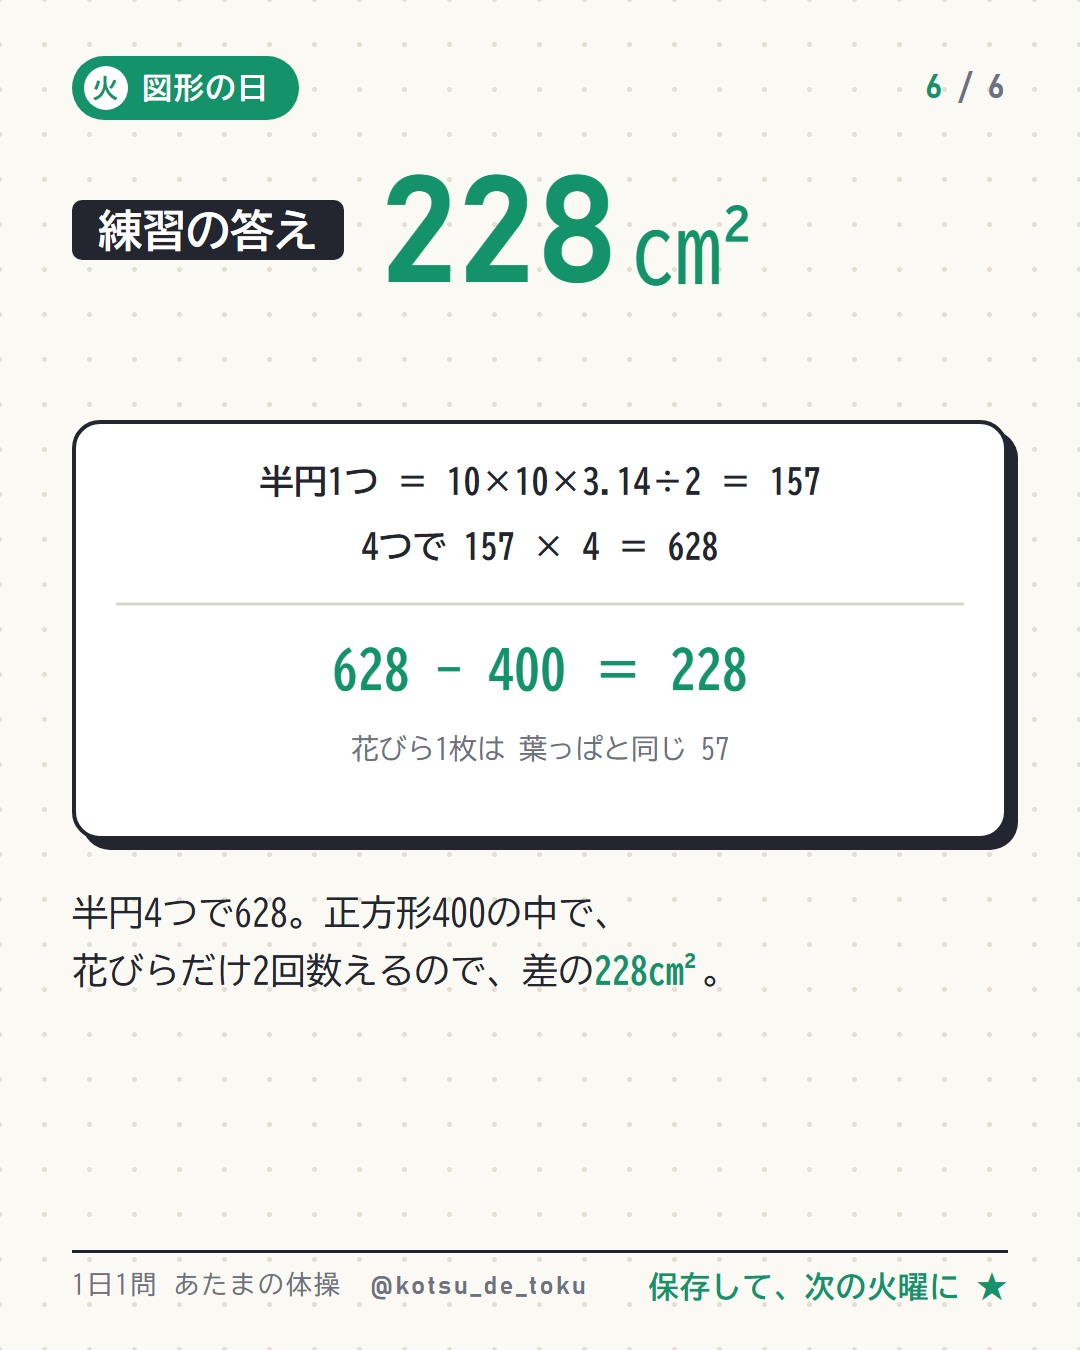 火 図形の日
6 / 6
練習の答え 228 cm²
半円1つ = 10×10×3.14÷2 = 157
4つで 157 × 4 = 628
628 − 400 = 228
花びら1枚は 葉っぱと同じ 57
半円4つで628。正方形400の中で、
花びらだけ2回数えるので、差の228cm²。
1日1問 あたまの体操 @kotsu_de_toku 保存して、次の火曜に ★